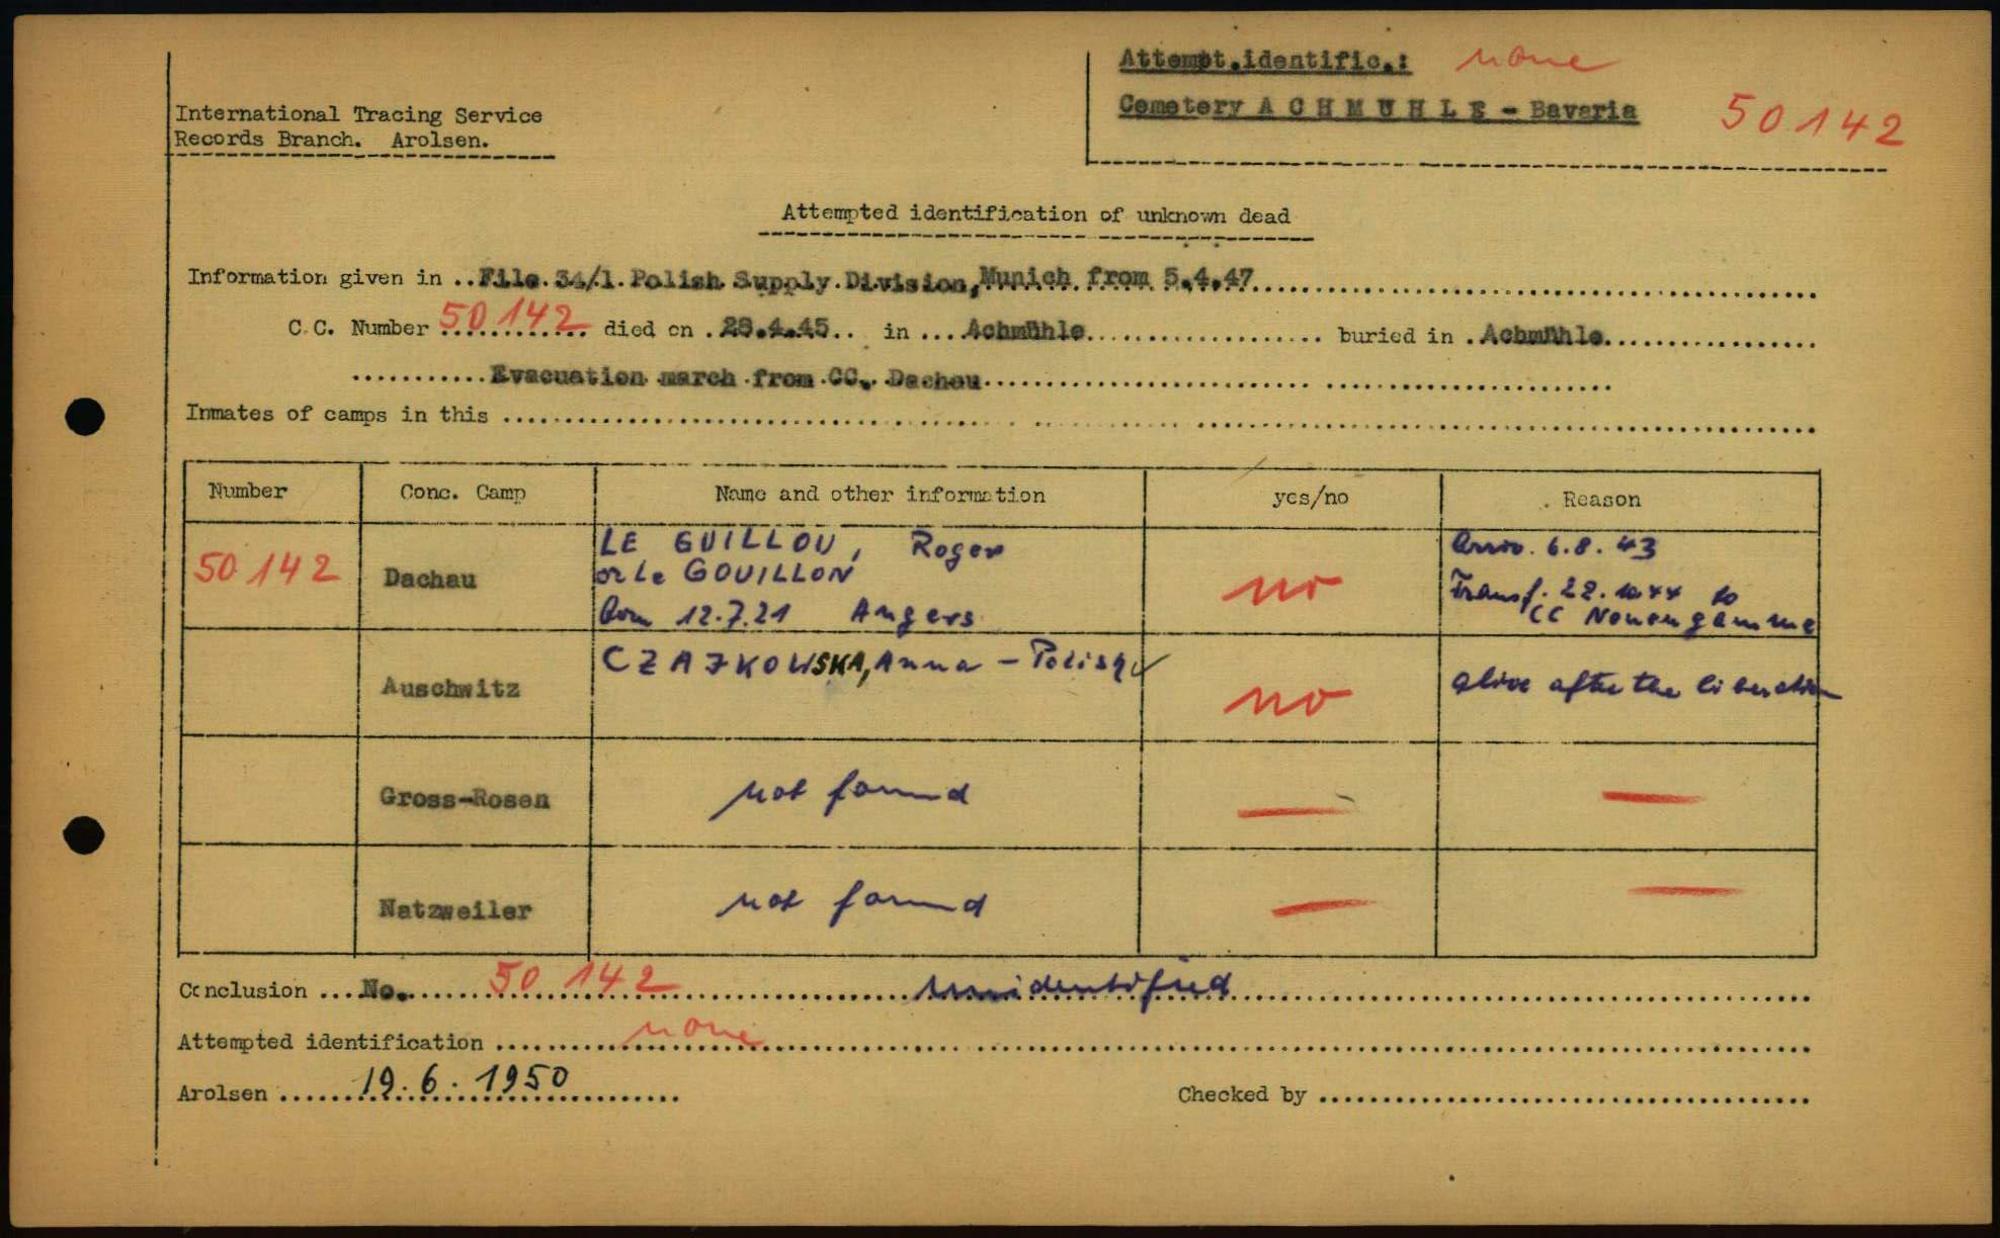 Attempt.identific.: none
Cemetery A C H M U H L E - Bavaria 50142
International Tracing Service
Records Branch. Arolsen.
Attempted identification of unknown dead
Information given in ..File.34/1.Polish.Supply.Division,Munich from 5.4.47
C.C. Number 50142 died on .28.4.45.. in ...Achmühle buried in .Achmühle
Evacuation march from CC. Dachau
Inmates of camps in this
Number Conc. Camp Name and other information yes/no Reason
50142 Dachau LE GUILLOU, Roger
or Le GOUILLON
born 12.7.21 Angers no Arriv. 6.8.43
Transf. 22.10.44 to
CC Neuengamme
Auschwitz CZAJKOWSKA, Anna - Polish no alive after the liberation
Gross-Rosen not found — —
Natzweiler not found — —
Conclusion ...No. 50142 unidentified
Attempted identification none
Arolsen 19.6.1950 Checked by